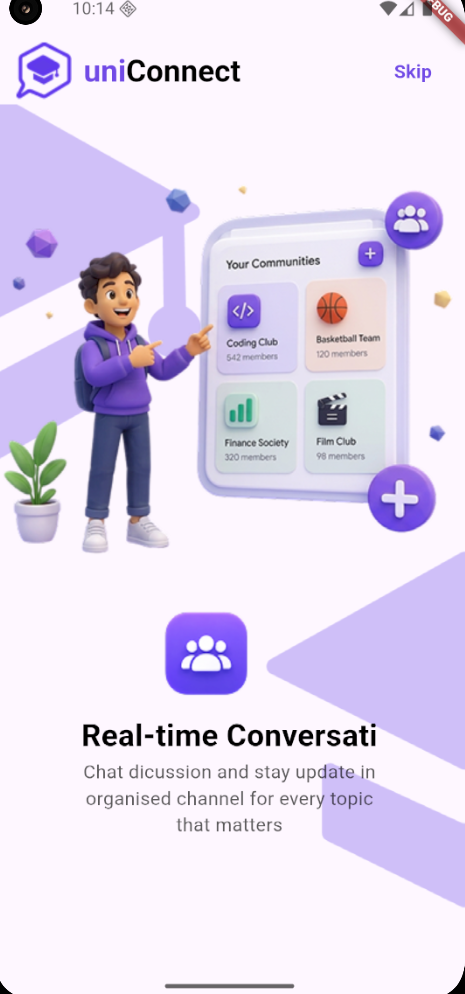 10:14
BUG
uniConnect
Skip
Your Communities
</>
Coding Club
542 members
Basketball Team
120 members
Finance Society
320 members
Film Club
98 members
Real-time Conversati
Chat dicussion and stay update in
organised channel for every topic
that matters